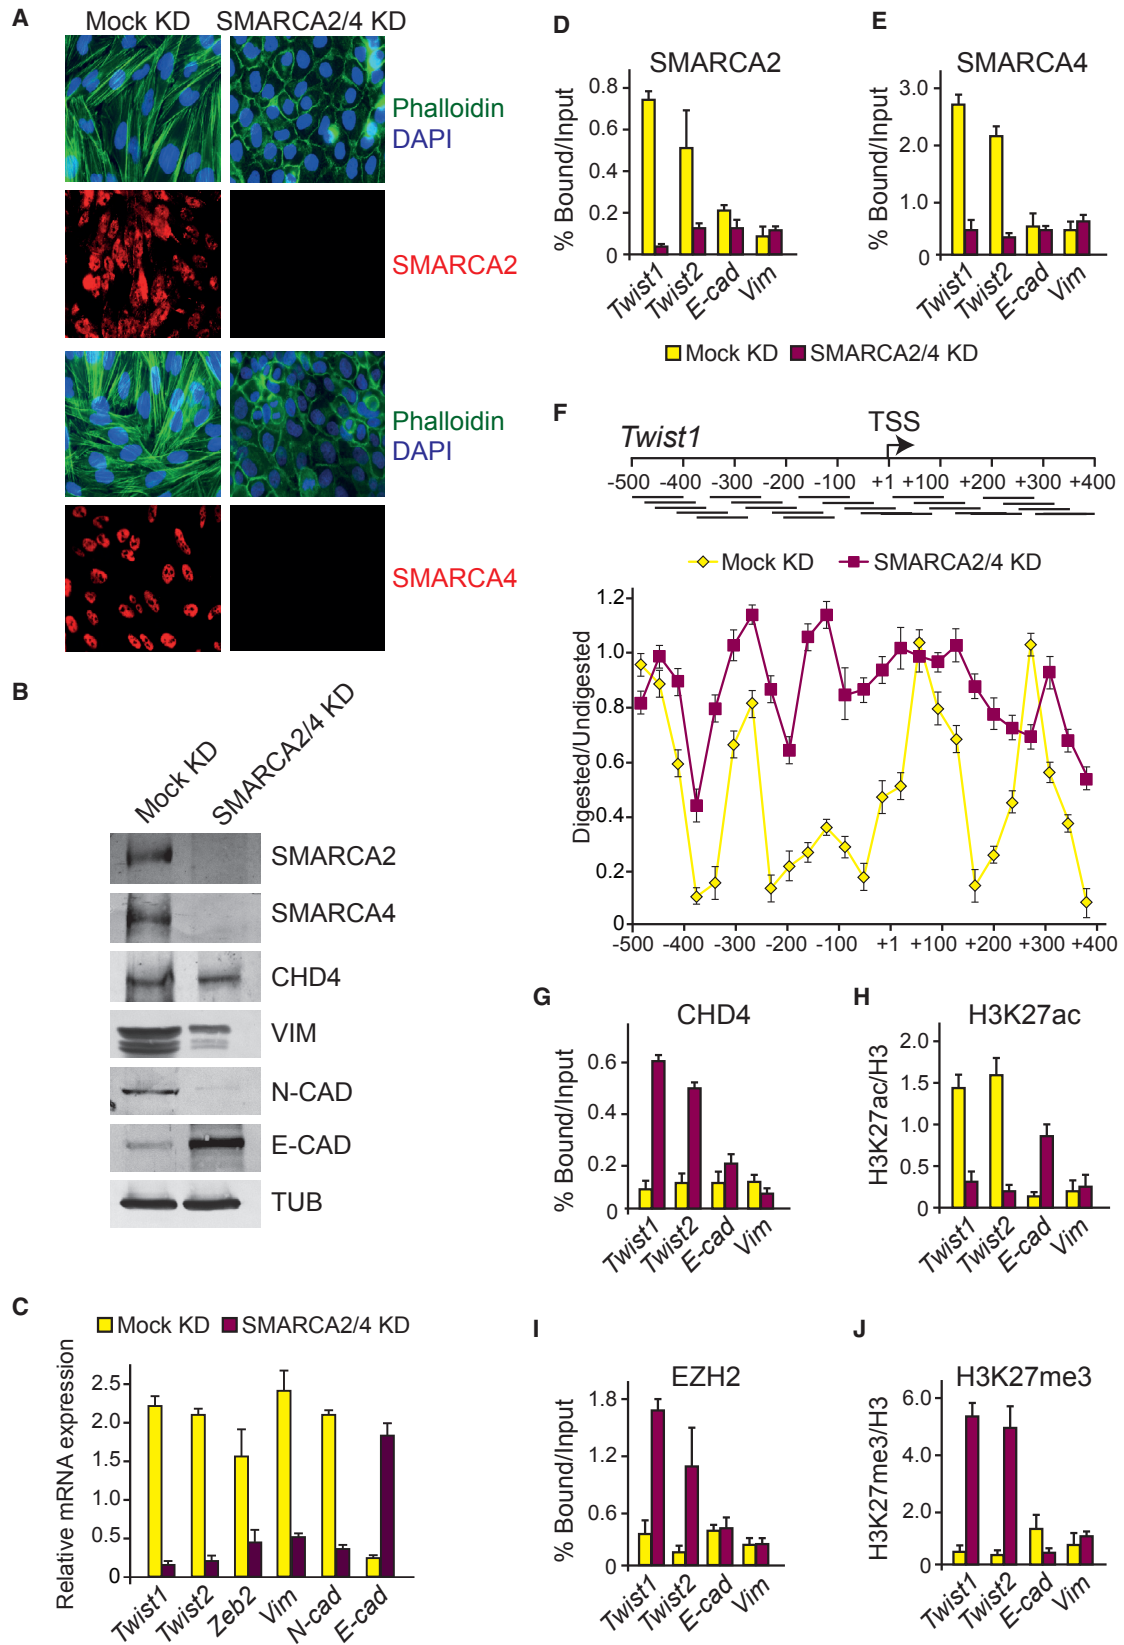 A
Mock KD SMARCA2/4 KD
Phalloidin
DAPI
SMARCA2
Phalloidin
DAPI
SMARCA4
B
Mock KD
SMARCA2/4 KD
SMARCA2
SMARCA4
CHD4
VIM
N-CAD
E-CAD
TUB
C
Mock KD SMARCA2/4 KD
Relative mRNA expression
2.5
2.0
1.5
1.0
0.5
0
Twist1 Twist2 Zeb2 Vim N-cad E-cad
D
SMARCA2
% Bound/Input
0.8
0.6
0.4
0.2
0
Twist1 Twist2 E-cad Vim
E
SMARCA4
% Bound/Input
3.0
2.0
1.0
0
Twist1 Twist2 E-cad Vim
Mock KD SMARCA2/4 KD
F
TSS
Twist1
-500 -400 -300 -200 -100 +1 +100 +200 +300 +400
Mock KD SMARCA2/4 KD
Digested/Undigested
1.2
1.0
0.8
0.6
0.4
0.2
0
-500 -400 -300 -200 -100 +1 +100 +200 +300 +400
G
CHD4
% Bound/Input
0.6
0.4
0.2
0
Twist1 Twist2 E-cad Vim
H
H3K27ac
H3K27ac/H3
2.0
1.5
1.0
0.5
0
Twist1 Twist2 E-cad Vim
I
EZH2
% Bound/Input
1.8
1.2
0.6
0
Twist1 Twist2 E-cad Vim
J
H3K27me3
H3K27me3/H3
6.0
4.0
2.0
0
Twist1 Twist2 E-cad Vim